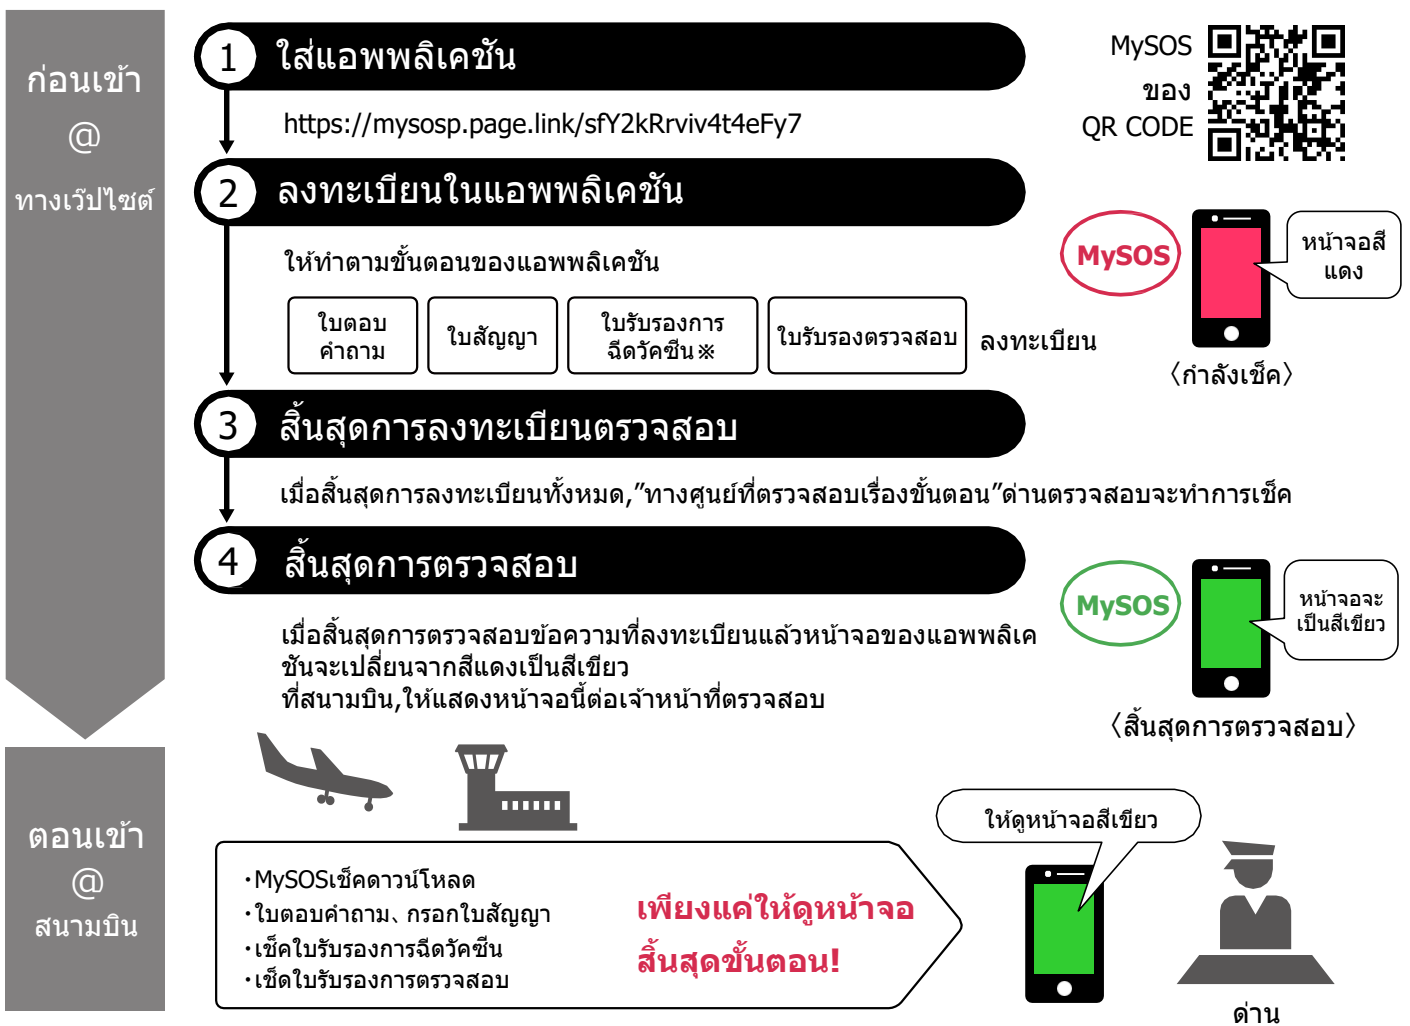 ก่อนเข้า
@
ทางเว๊ปไซต์
1 ใส่แอพพลิเคชัน
https://mysosp.page.link/sfY2kRrviv4t4eFy7
MySOS
ของ
QR CODE
2 ลงทะเบียนในแอพพลิเคชัน
ให้ทำตามขั้นตอนของแอพพลิเคชัน
ใบตอบ
คำถาม
ใบสัญญา
ใบรับรองการ
ฉีดวัคซีน※
ใบรับรองตรวจสอบ
ลงทะเบียน
MySOS
หน้าจอสี
แดง
〈กำลังเช็ค〉
3 สิ้นสุดการลงทะเบียนตรวจสอบ
เมื่อสิ้นสุดการลงทะเบียนทั้งหมด,”ทางศูนย์ที่ตรวจสอบเรื่องขั้นตอน”ด่านตรวจสอบจะทำการเช็ค
4 สิ้นสุดการตรวจสอบ
เมื่อสิ้นสุดการตรวจสอบข้อความที่ลงทะเบียนแล้วหน้าจอของแอพพลิเค
ชันจะเปลี่ยนจากสีแดงเป็นสีเขียว
ที่สนามบิน,ให้แสดงหน้าจอนี้ต่อเจ้าหน้าที่ตรวจสอบ
MySOS
หน้าจอจะ
เป็นสีเขียว
〈สิ้นสุดการตรวจสอบ〉
ตอนเข้า
@
สนามบิน
・MySOSเช็คดาวน์โหลด
・ใบตอบคำถาม、กรอกใบสัญญา
・เช็คใบรับรองการฉีดวัคซีน
・เช็ดใบรับรองการตรวจสอบ
เพียงแค่ให้ดูหน้าจอ
สิ้นสุดขั้นตอน!
ให้ดูหน้าจอสีเขียว
ด่าน